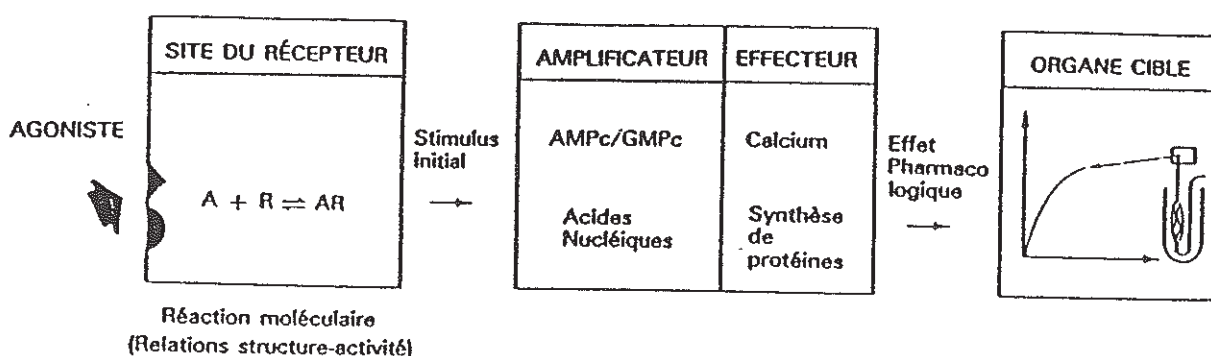 AGONISTE
SITE DU RÉCEPTEUR
A + R ⇌ AR
Réaction moléculaire
(Relations structure-activité)
Stimulus
initial
AMPLIFICATEUR
EFFECTEUR
AMPc/GMPc
Calcium
Acides
Nucléiques
Synthèse
de
protéines
Effet
Pharmaco
logique
ORGANE CIBLE